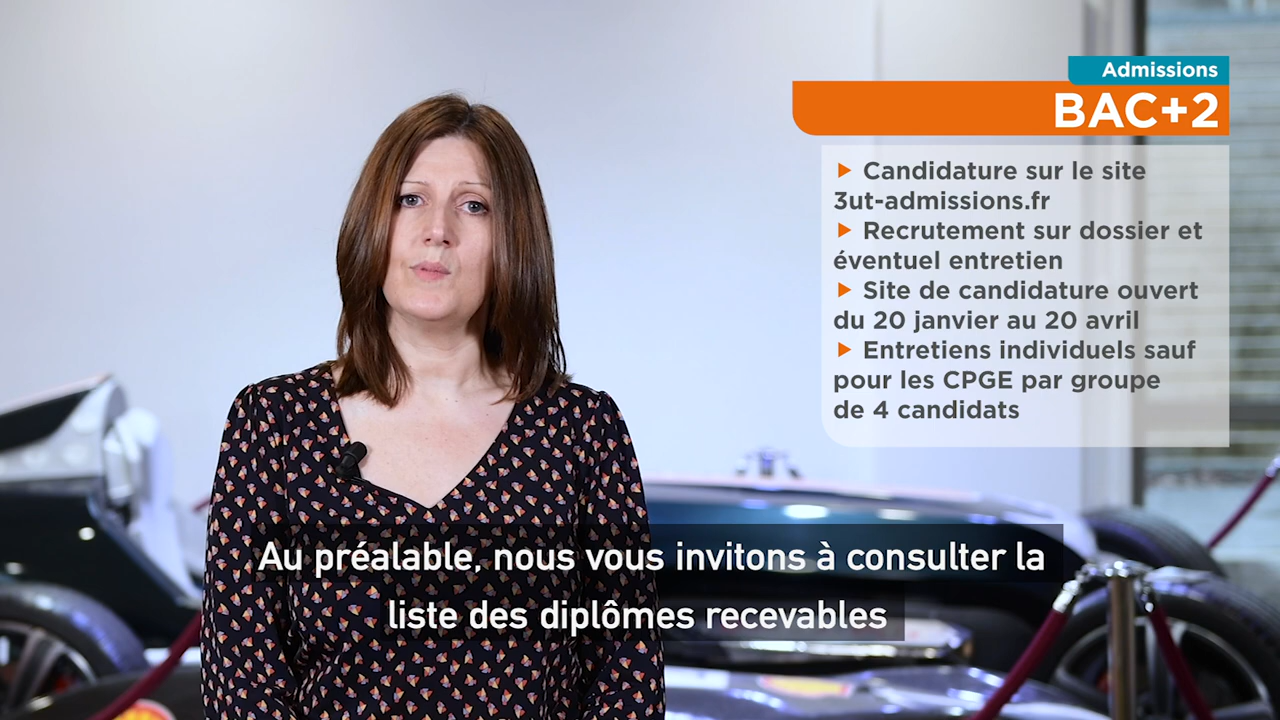 Admissions
BAC+2
Candidature sur le site
3ut-admissions.fr
Recrutement sur dossier et
éventuel entretien
Site de candidature ouvert
du 20 janvier au 20 avril
Entretiens individuels sauf
pour les CPGE par groupe
de 4 candidats
Au préalable, nous vous invitons à consulter la
liste des diplômes recevables